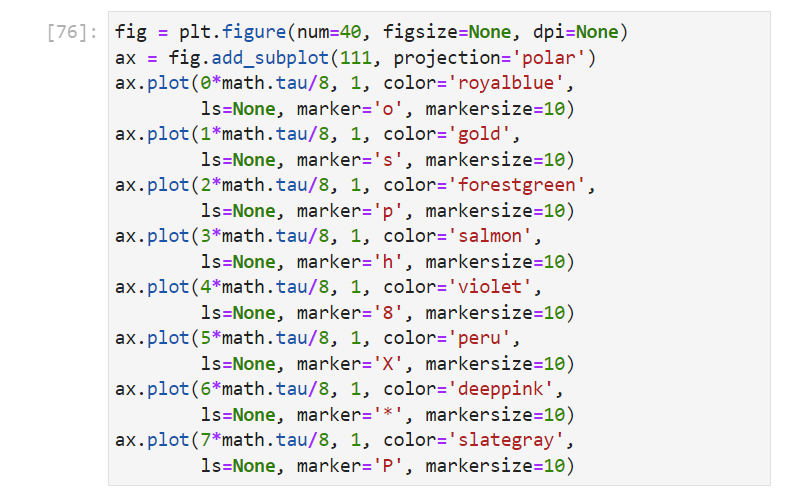 [76]: fig = plt.figure(num=40, figsize=None, dpi=None)
ax = fig.add_subplot(111, projection='polar')
ax.plot(0*math.tau/8, 1, color='royalblue',
        ls=None, marker='o', markersize=10)
ax.plot(1*math.tau/8, 1, color='gold',
        ls=None, marker='s', markersize=10)
ax.plot(2*math.tau/8, 1, color='forestgreen',
        ls=None, marker='p', markersize=10)
ax.plot(3*math.tau/8, 1, color='salmon',
        ls=None, marker='h', markersize=10)
ax.plot(4*math.tau/8, 1, color='violet',
        ls=None, marker='8', markersize=10)
ax.plot(5*math.tau/8, 1, color='peru',
        ls=None, marker='X', markersize=10)
ax.plot(6*math.tau/8, 1, color='deeppink',
        ls=None, marker='*', markersize=10)
ax.plot(7*math.tau/8, 1, color='slategray',
        ls=None, marker='P', markersize=10)